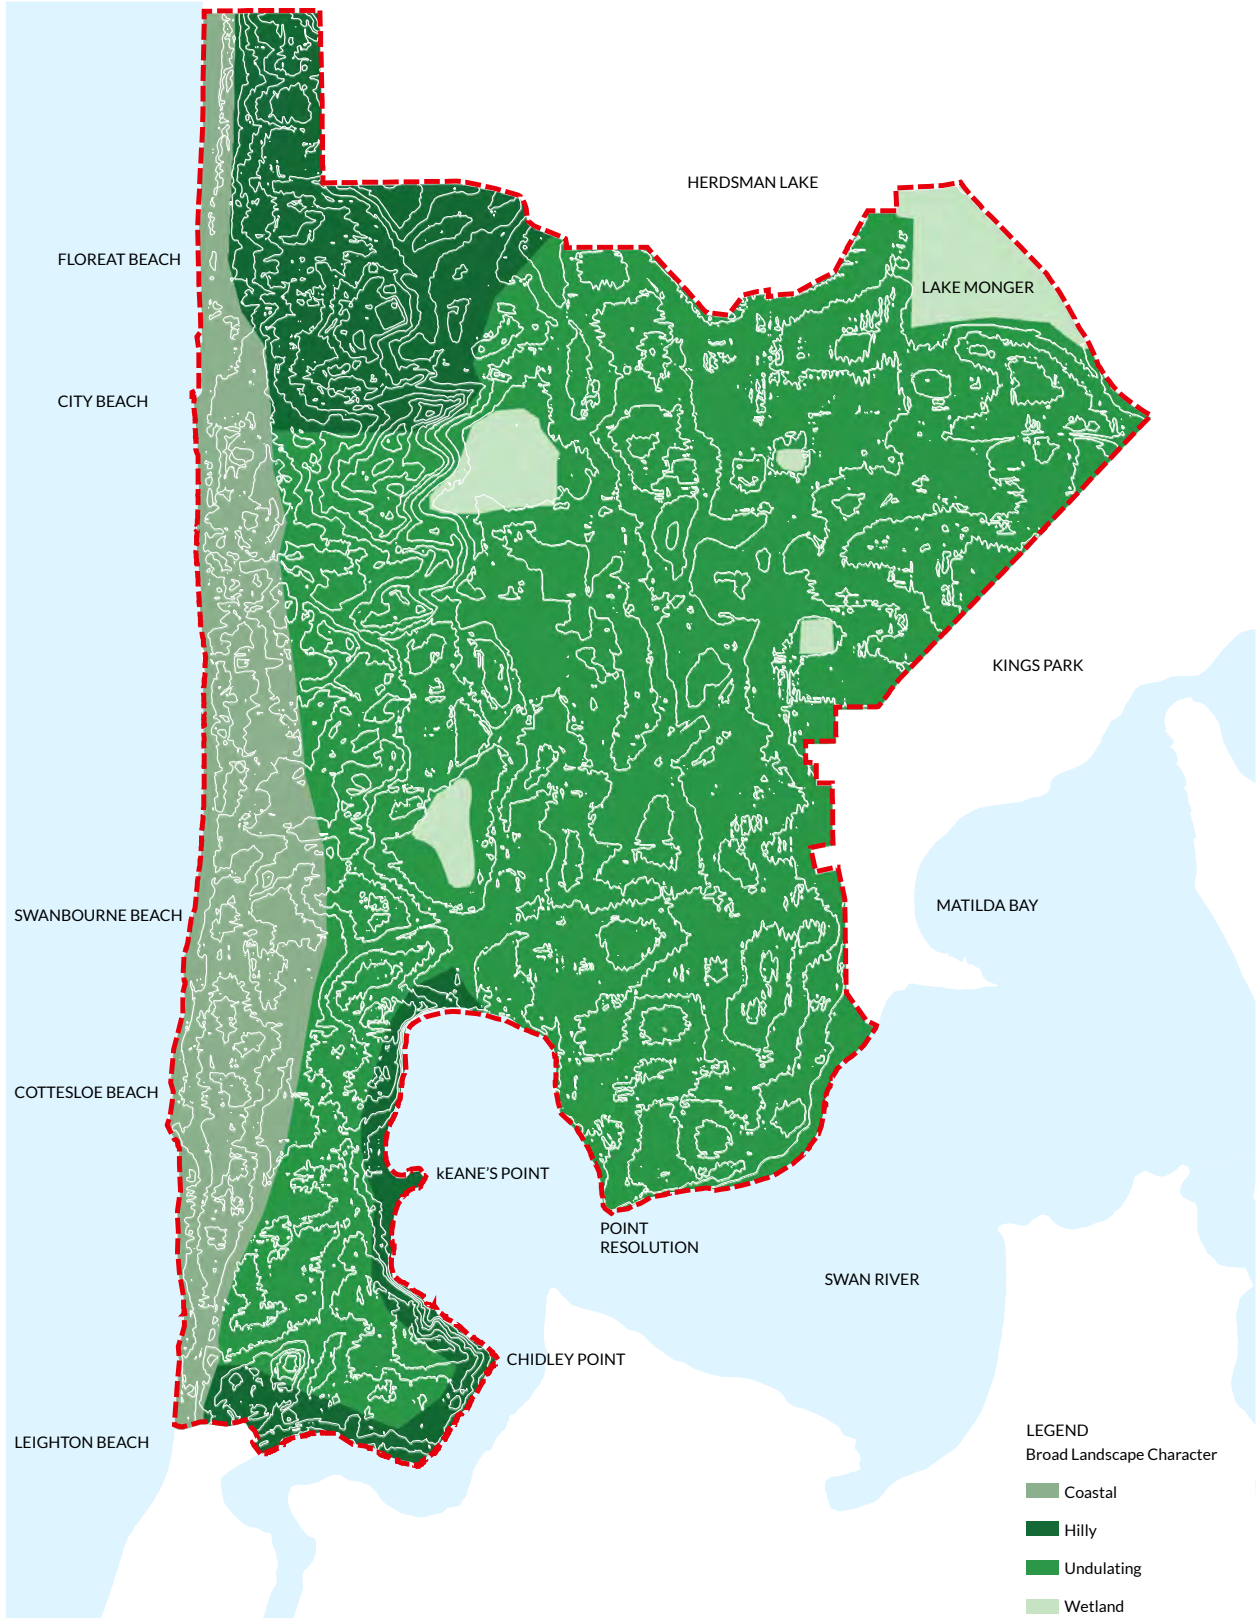 HERDSMAN LAKE
FLOREAT BEACH
LAKE MONGER
CITY BEACH
KINGS PARK
MATILDA BAY
SWANBOURNE BEACH
COTTESLOE BEACH
kEANE'S POINT
POINT
RESOLUTION
SWAN RIVER
CHIDLEY POINT
LEIGHTON BEACH
LEGEND
Broad Landscape Character
Coastal
Hilly
Undulating
Wetland